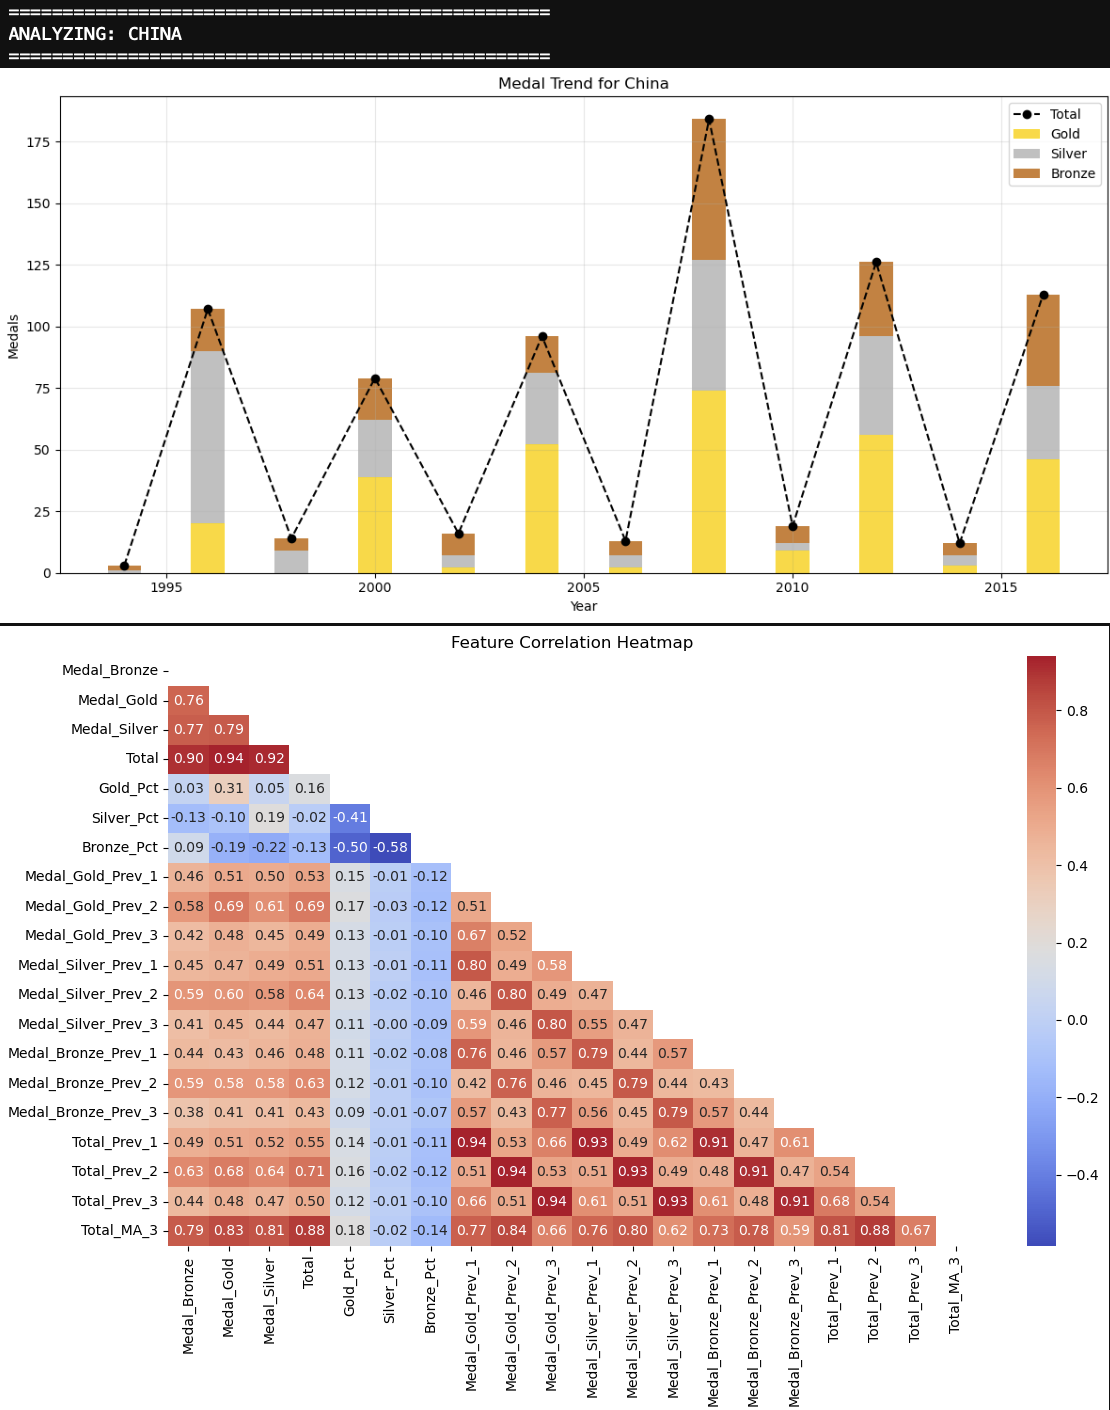 ==================================================
ANALYZING: CHINA
==================================================
Medal Trend for China
Total
Gold
Silver
Bronze
Medals
175
150
125
100
75
50
25
0
1995 2000 2005 2010 2015
Year
Feature Correlation Heatmap
Medal_Bronze
Medal_Gold 0.76
Medal_Silver 0.77 0.79
Total 0.90 0.94 0.92
Gold_Pct 0.03 0.31 0.05 0.16
Silver_Pct -0.13 -0.10 0.19 -0.02 -0.41
Bronze_Pct 0.09 -0.19 -0.22 -0.13 -0.50 -0.58
Medal_Gold_Prev_1 0.46 0.51 0.50 0.53 0.15 -0.01 -0.12
Medal_Gold_Prev_2 0.58 0.69 0.61 0.69 0.17 -0.03 -0.12 0.51
Medal_Gold_Prev_3 0.42 0.48 0.45 0.49 0.13 -0.01 -0.10 0.67 0.52
Medal_Silver_Prev_1 0.45 0.47 0.49 0.51 0.13 -0.01 -0.11 0.80 0.49 0.58
Medal_Silver_Prev_2 0.59 0.60 0.58 0.64 0.13 -0.02 -0.10 0.46 0.80 0.49 0.47
Medal_Silver_Prev_3 0.41 0.45 0.44 0.47 0.11 -0.00 -0.09 0.59 0.46 0.80 0.55 0.47
Medal_Bronze_Prev_1 0.44 0.43 0.46 0.48 0.11 -0.02 -0.08 0.76 0.46 0.57 0.79 0.44 0.57
Medal_Bronze_Prev_2 0.59 0.58 0.58 0.63 0.12 -0.01 -0.10 0.42 0.76 0.46 0.45 0.79 0.44 0.43
Medal_Bronze_Prev_3 0.38 0.41 0.41 0.43 0.09 -0.01 -0.07 0.57 0.43 0.77 0.56 0.45 0.79 0.57 0.44
Total_Prev_1 0.49 0.51 0.52 0.55 0.14 -0.01 -0.11 0.94 0.53 0.66 0.93 0.49 0.62 0.91 0.47 0.61
Total_Prev_2 0.63 0.68 0.64 0.71 0.16 -0.02 -0.12 0.51 0.94 0.53 0.51 0.93 0.49 0.48 0.91 0.47 0.54
Total_Prev_3 0.44 0.48 0.47 0.50 0.12 -0.01 -0.10 0.66 0.51 0.94 0.61 0.51 0.93 0.61 0.48 0.91 0.68 0.54
Total_MA_3 0.79 0.83 0.81 0.88 0.18 -0.02 -0.14 0.77 0.84 0.66 0.76 0.80 0.62 0.73 0.78 0.59 0.81 0.88 0.67
Medal_Bronze
Medal_Gold
Medal_Silver
Total
Gold_Pct
Silver_Pct
Bronze_Pct
Medal_Gold_Prev_1
Medal_Gold_Prev_2
Medal_Gold_Prev_3
Medal_Silver_Prev_1
Medal_Silver_Prev_2
Medal_Silver_Prev_3
Medal_Bronze_Prev_1
Medal_Bronze_Prev_2
Medal_Bronze_Prev_3
Total_Prev_1
Total_Prev_2
Total_Prev_3
Total_MA_3
0.8
0.6
0.4
0.2
0.0
−0.2
−0.4